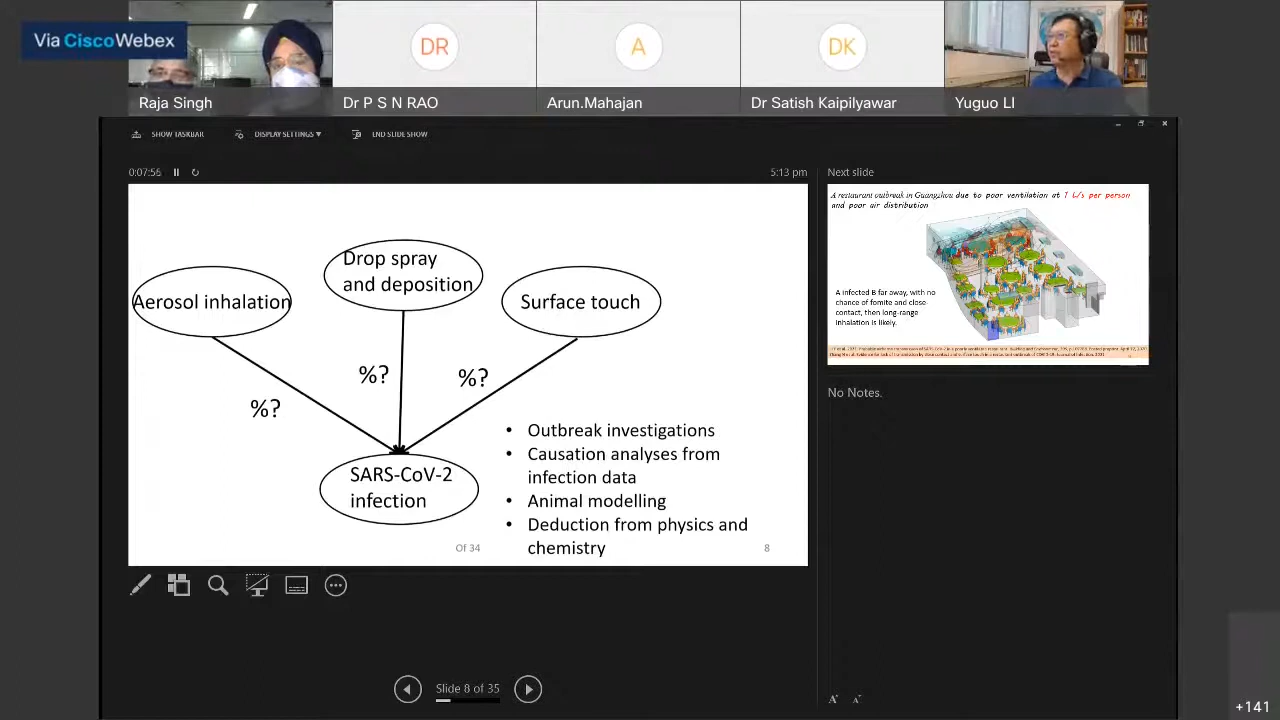 Via CiscoWebex
DR
A
DK
Raja Singh
Dr P S N RAO
Arun.Mahajan
Dr Satish Kaipilyawar
Yuguo LI
SHOW TASKBAR
DISPLAY SETTINGS ▼
END SLIDE SHOW
0:07:56
5:13 pm
Next slide
Aerosol inhalation
Drop spray
and deposition
Surface touch
%?
%?
%?
SARS-CoV-2
infection
• Outbreak investigations
• Causation analyses from
infection data
• Animal modelling
• Deduction from physics and
chemistry
Of 34
8
A restaurant outbreak in Guangzhou due to poor ventilation at 1 L/s per person
and poor air distribution
A infected B far away, with no
chance of fomite and close-
contact, then long-range
inhalation is likely.
No Notes.
Slide 8 of 35
A A
+141